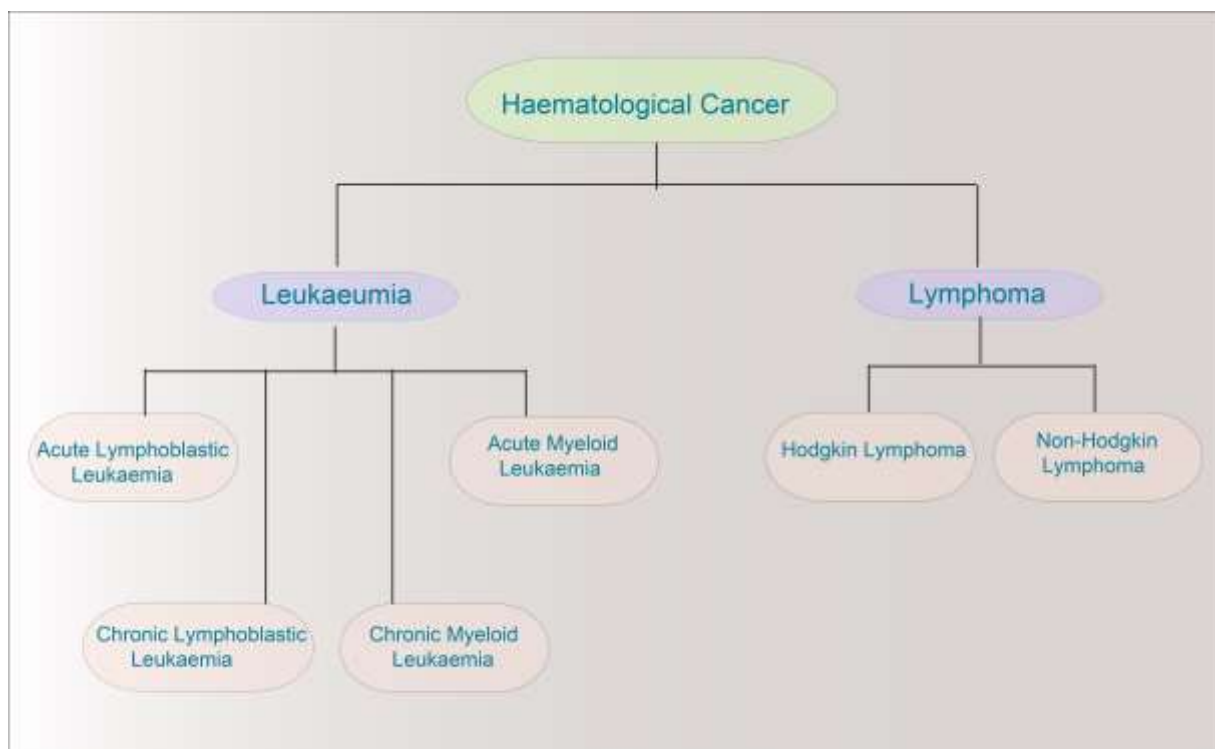 Haematological Cancer
Leukaeumia
Lymphoma
Acute Lymphoblastic
Leukaemia
Acute Myeloid
Leukaemia
Hodgkin Lymphoma
Non-Hodgkin
Lymphoma
Chronic Lymphoblastic
Leukaemia
Chronic Myeloid
Leukaemia